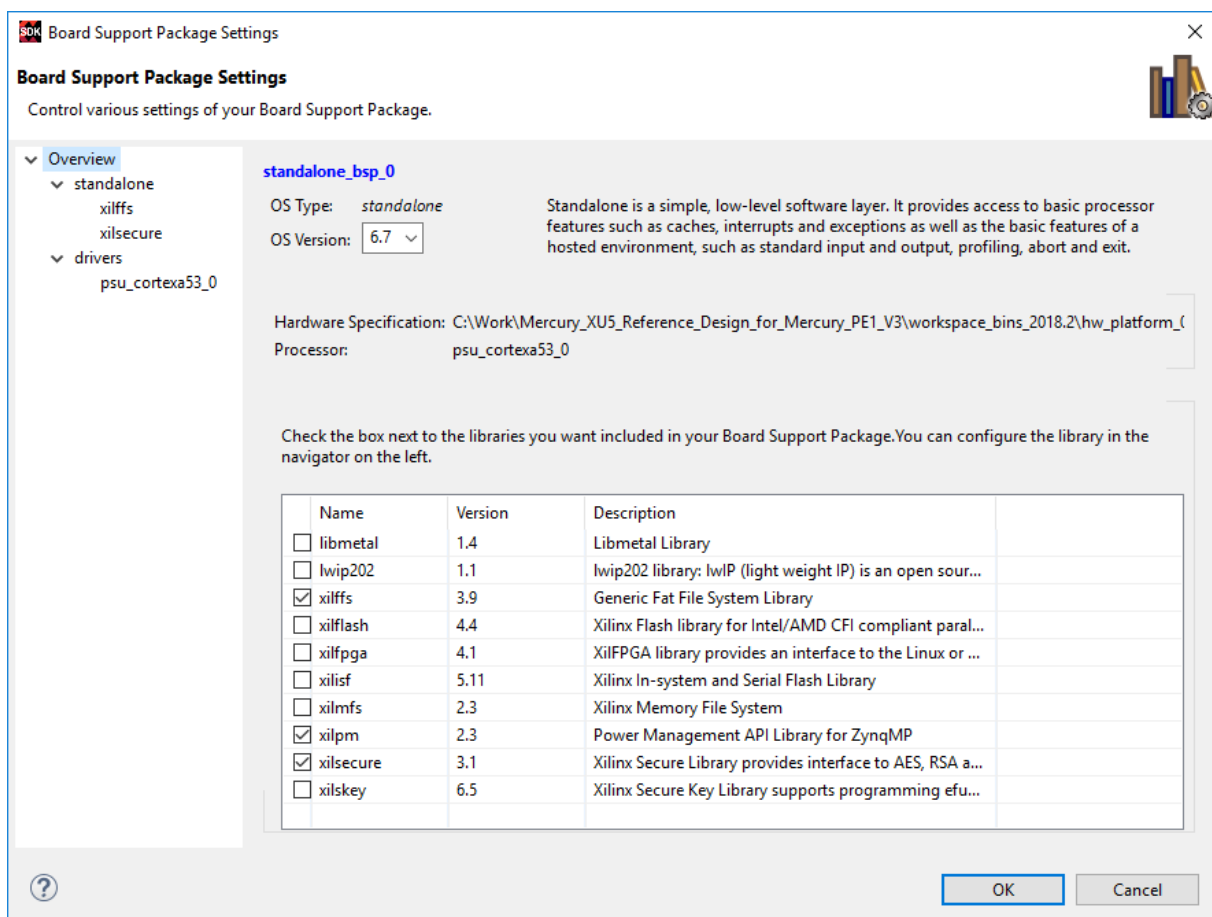 SDK Board Support Package Settings
Board Support Package Settings
Control various settings of your Board Support Package.
Overview
standalone
xilffs
xilsecure
drivers
psu_cortexa53_0
standalone_bsp_0
OS Type: standalone
OS Version: 6.7
Standalone is a simple, low-level software layer. It provides access to basic processor
features such as caches, interrupts and exceptions as well as the basic features of a
hosted environment, such as standard input and output, profiling, abort and exit.
Hardware Specification: C:\Work\Mercury_XU5_Reference_Design_for_Mercury_PE1_V3\workspace_bins_2018.2\hw_platform_(
Processor: psu_cortexa53_0
Check the box next to the libraries you want included in your Board Support Package.You can configure the library in the
navigator on the left.
Name Version Description
libmetal 1.4 Libmetal Library
lwip202 1.1 lwip202 library: lwIP (light weight IP) is an open sour...
xilffs 3.9 Generic Fat File System Library
xilflash 4.4 Xilinx Flash library for Intel/AMD CFI compliant paral...
xilfpga 4.1 XilFPGA library provides an interface to the Linux or ...
xilisf 5.11 Xilinx In-system and Serial Flash Library
xilmfs 2.3 Xilinx Memory File System
xilpm 2.3 Power Management API Library for ZynqMP
xilsecure 3.1 Xilinx Secure Library provides interface to AES, RSA a...
xilskey 6.5 Xilinx Secure Key Library supports programming efu...
?
OK Cancel